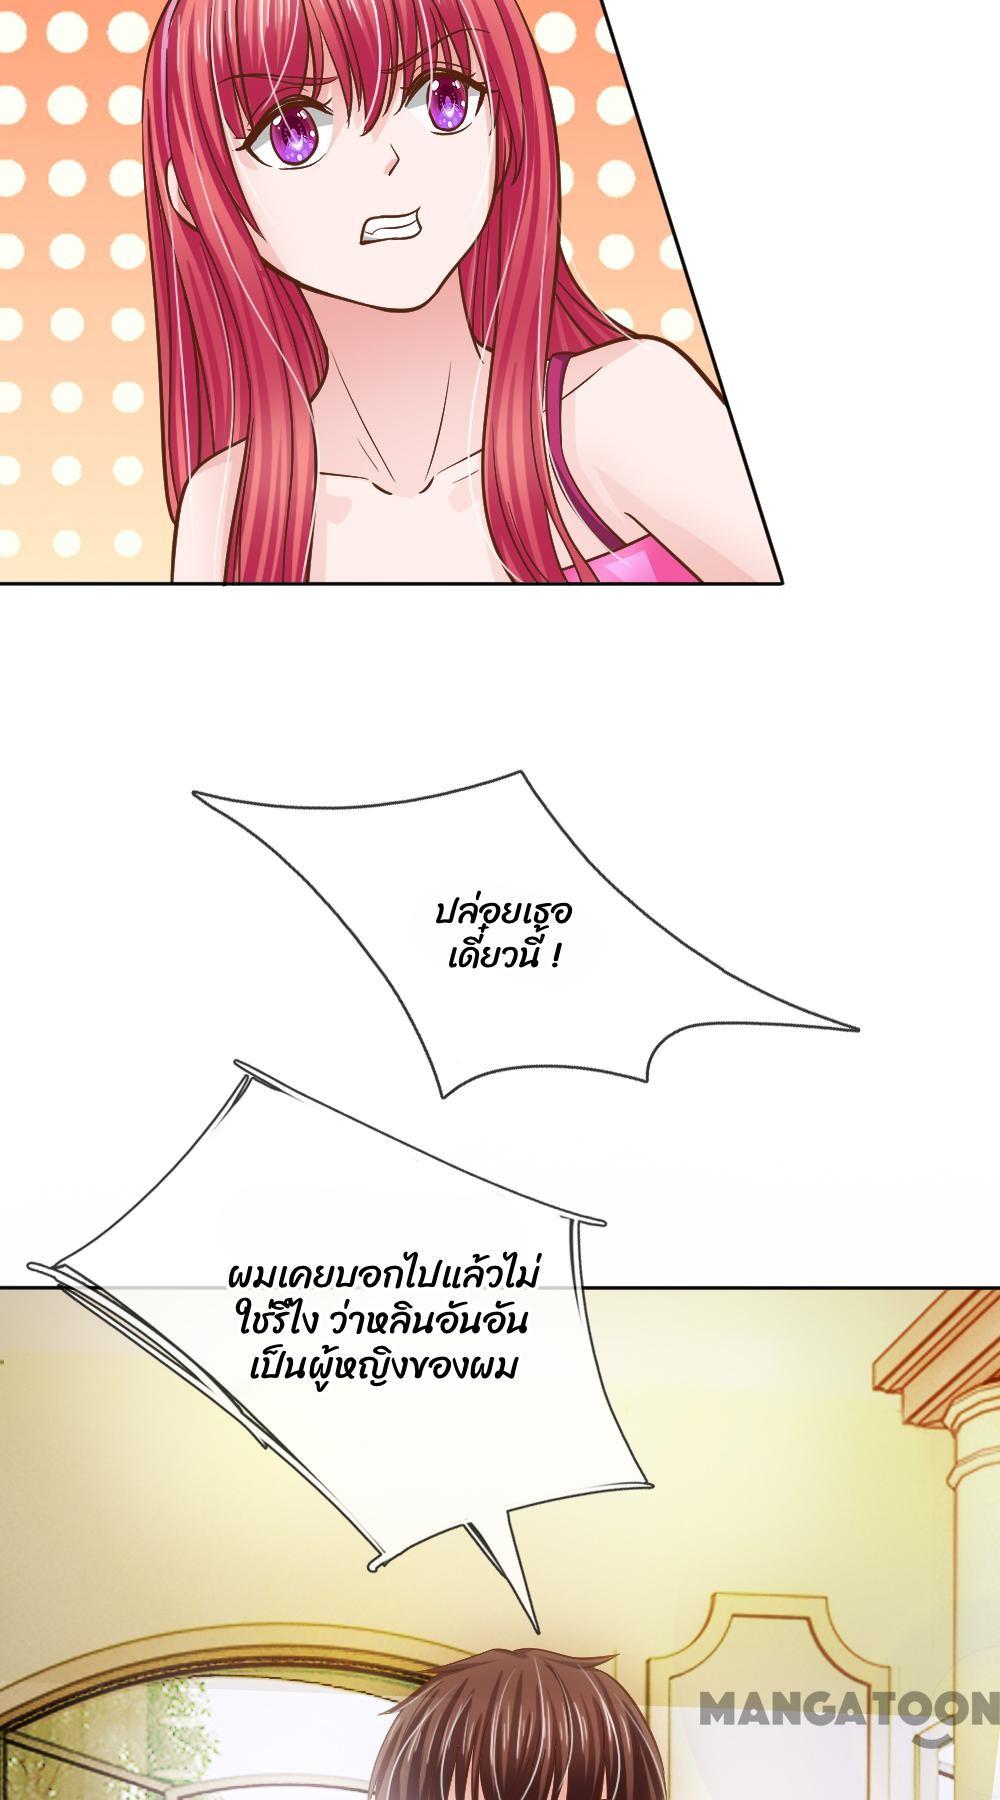 ปล่อยเธอ
เดี๋ยวนี้ !
ผมเคยบอกไปแล้วไม่
ใช่รึไง ว่าหลินอันอัน
เป็นผู้หญิงของผม
MANGATOON